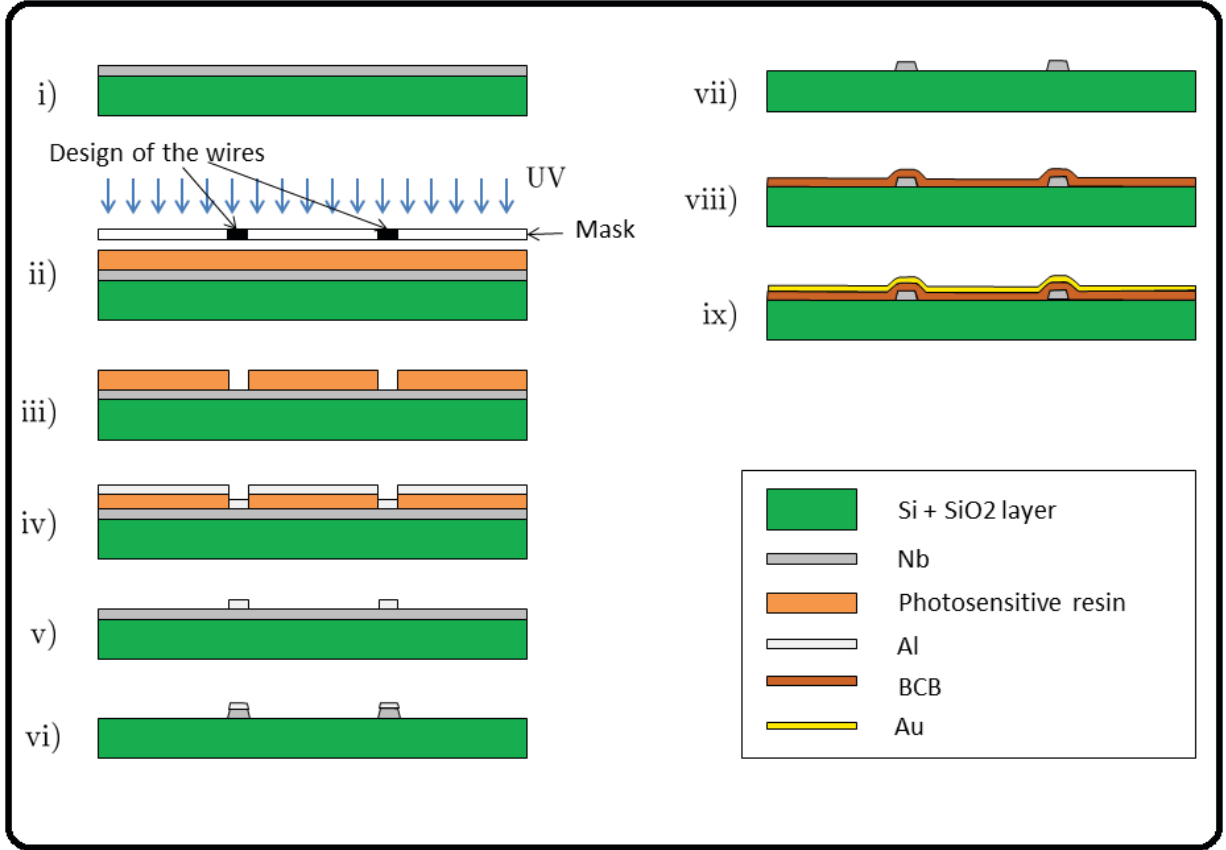 i)
Design of the wires
UV
Mask
ii)
iii)
iv)
v)
vi)
vii)
viii)
ix)
Si + SiO2 layer
Nb
Photosensitive resin
Al
BCB
Au